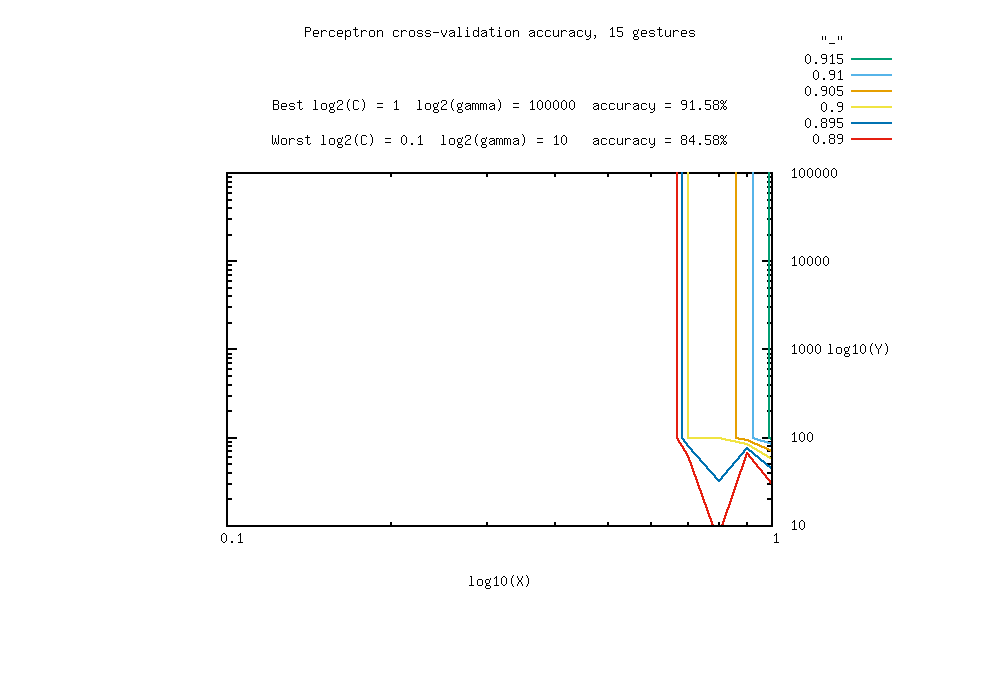 Perceptron cross-validation accuracy, 15 gestures
"_"
0.915
0.91
0.905
0.9
0.895
0.89
Best log2(C) = 1  log2(gamma) = 100000  accuracy = 91.58%
Worst log2(C) = 0.1  log2(gamma) = 10   accuracy = 84.58%
100000
10000
1000 log10(Y)
100
10
0.1 1
log10(X)